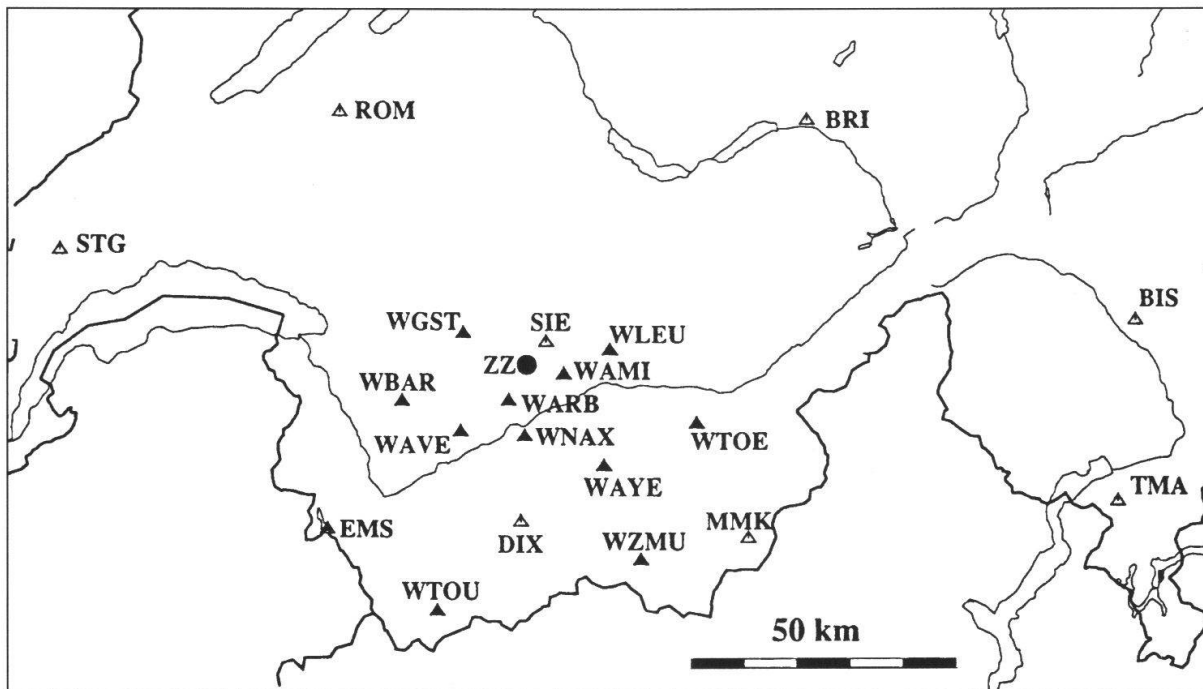 ROM
BRI
STG
BIS
WGST
SIE
WLEU
ZZ
WAMI
WBAR
WARB
WAVE
WNAX
WTOE
WAYE
TMA
EMS
DIX
MMK
WZMU
WTOU
50 km